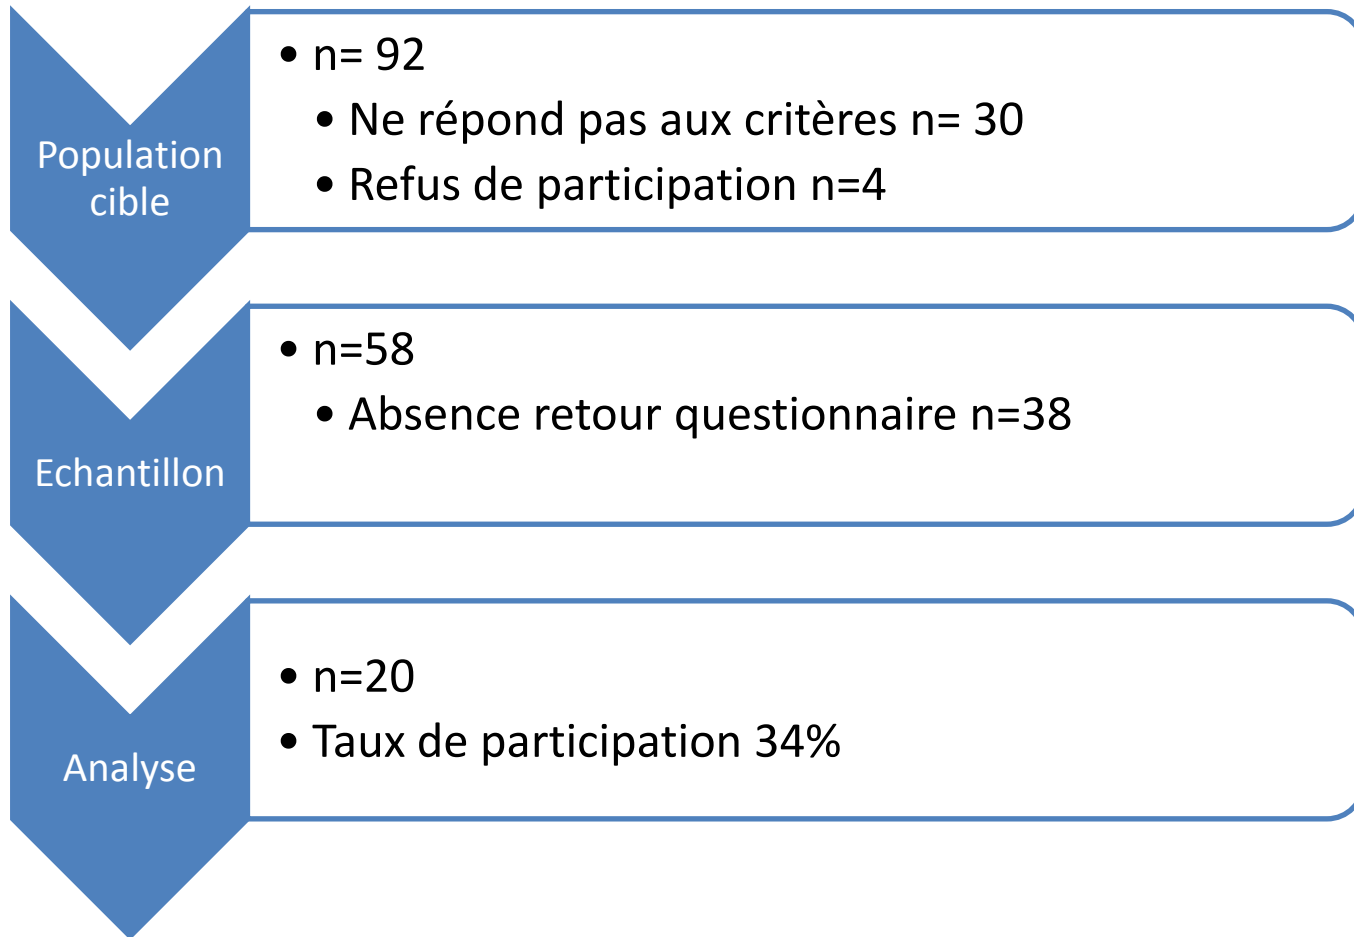 Population
cible
• n= 92
• Ne répond pas aux critères n= 30
• Refus de participation n=4
Echantillon
• n=58
• Absence retour questionnaire n=38
Analyse
• n=20
• Taux de participation 34%